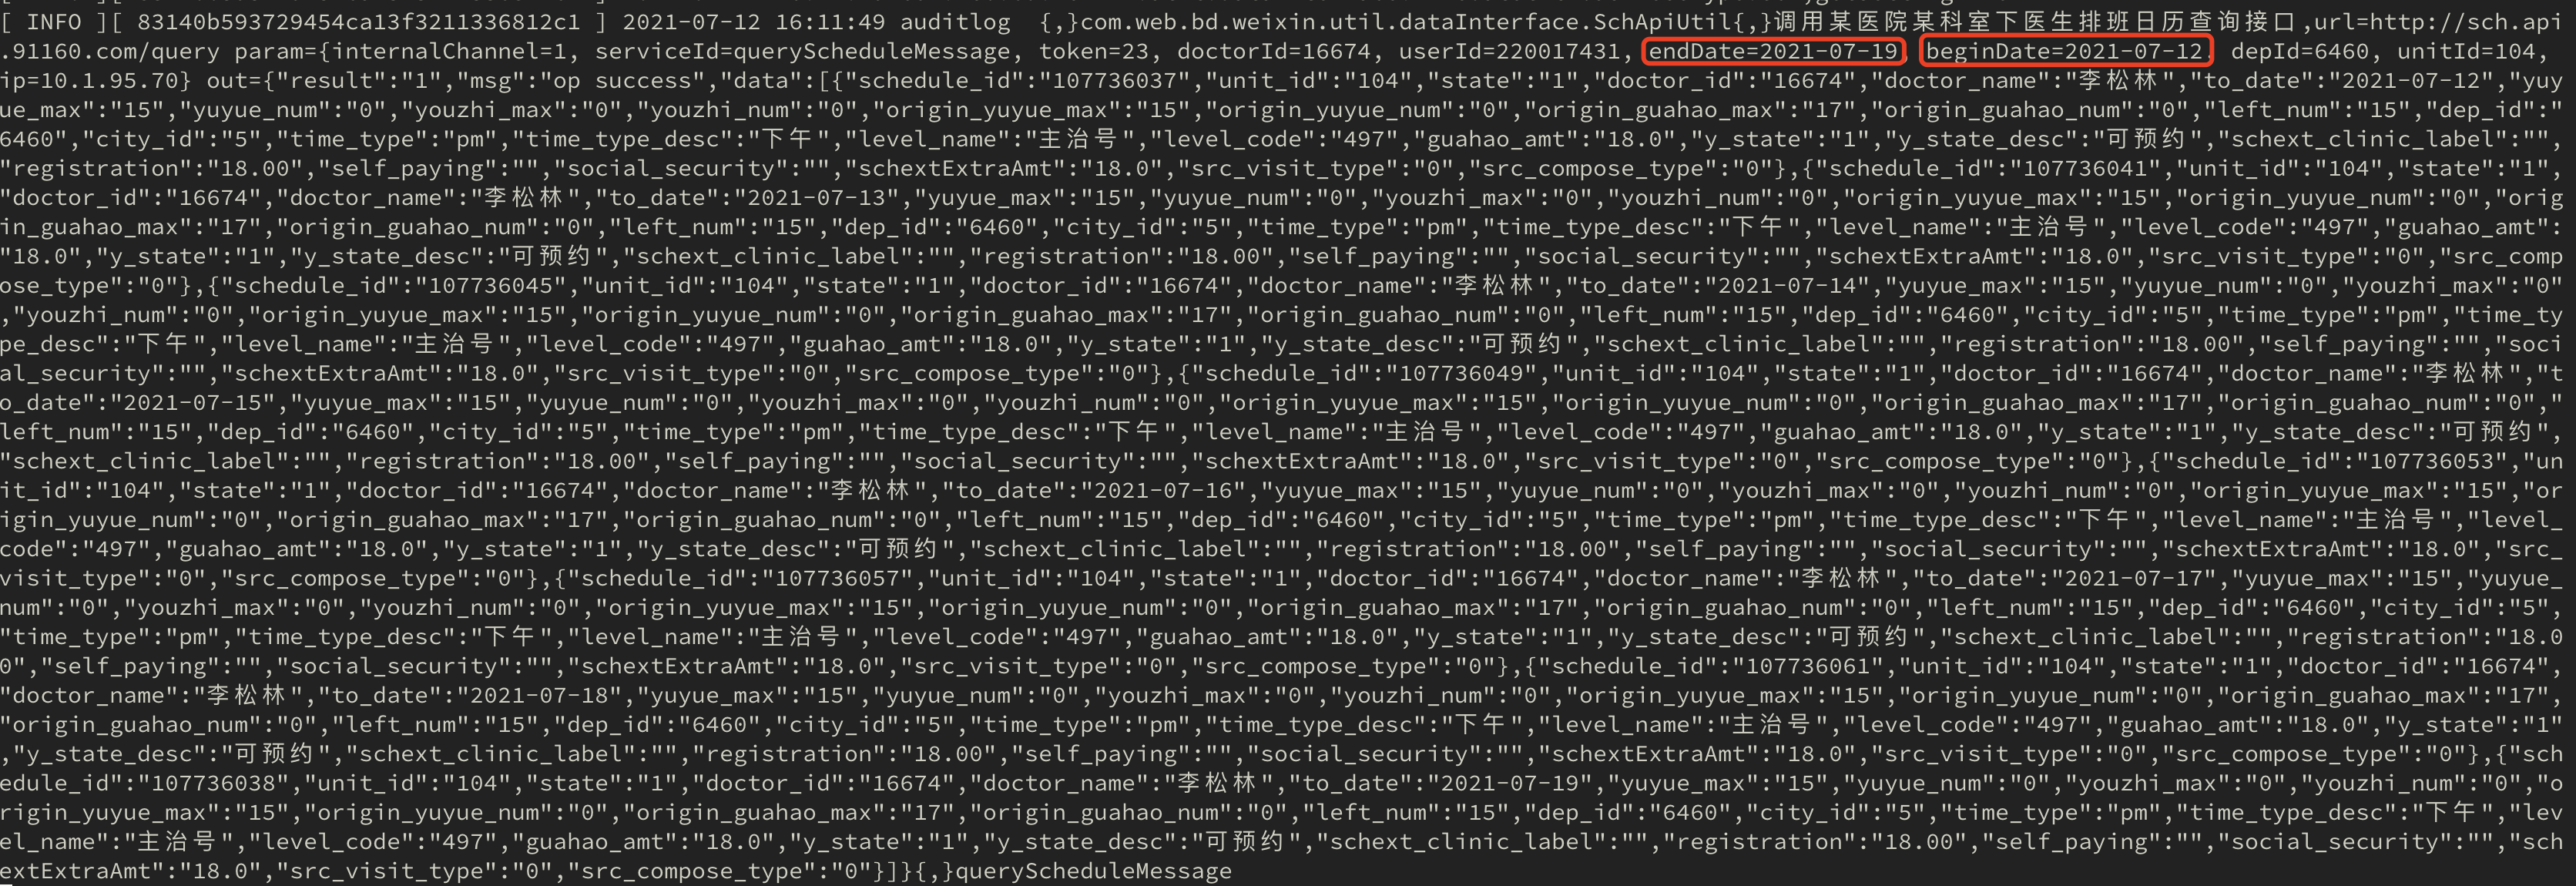 [ INFO ][ 83140b593729454ca13f3211336812c1 ] 2021-07-12 16:11:49 auditlog  {,}com.web.bd.weixin.util.dataInterface.SchApiUtil{,}调用某医院某科室下医生排班日历查询接口,url=http://sch.api
.91160.com/query param={internalChannel=1, serviceId=queryScheduleMessage, token=23, doctorId=16674, userId=220017431, endDate=2021-07-19, beginDate=2021-07-12, depId=6460, unitId=104,
ip=10.1.95.70} out={"result":"1","msg":"op success","data":[{"schedule_id":"107736037","unit_id":"104","state":"1","doctor_id":"16674","doctor_name":"李松林","to_date":"2021-07-12","yuy
ue_max":"15","yuyue_num":"0","youzhi_max":"0","youzhi_num":"0","origin_yuyue_max":"15","origin_yuyue_num":"0","origin_guahao_max":"17","origin_guahao_num":"0","left_num":"15","dep_id":"
6460","city_id":"5","time_type":"pm","time_type_desc":"下午","level_name":"主治号","level_code":"497","guahao_amt":"18.0","y_state":"1","y_state_desc":"可预约","schext_clinic_label":"",
"registration":"18.00","self_paying":"","social_security":"","schextExtraAmt":"18.0","src_visit_type":"0","src_compose_type":"0"},{"schedule_id":"107736041","unit_id":"104","state":"1",
"doctor_id":"16674","doctor_name":"李松林","to_date":"2021-07-13","yuyue_max":"15","yuyue_num":"0","youzhi_max":"0","youzhi_num":"0","origin_yuyue_max":"15","origin_yuyue_num":"0","orig
in_guahao_max":"17","origin_guahao_num":"0","left_num":"15","dep_id":"6460","city_id":"5","time_type":"pm","time_type_desc":"下午","level_name":"主治号","level_code":"497","guahao_amt":
"18.0","y_state":"1","y_state_desc":"可预约","schext_clinic_label":"","registration":"18.00","self_paying":"","social_security":"","schextExtraAmt":"18.0","src_visit_type":"0","src_comp
ose_type":"0"},{"schedule_id":"107736045","unit_id":"104","state":"1","doctor_id":"16674","doctor_name":"李松林","to_date":"2021-07-14","yuyue_max":"15","yuyue_num":"0","youzhi_max":"0"
,"youzhi_num":"0","origin_yuyue_max":"15","origin_yuyue_num":"0","origin_guahao_max":"17","origin_guahao_num":"0","left_num":"15","dep_id":"6460","city_id":"5","time_type":"pm","time_ty
pe_desc":"下午","level_name":"主治号","level_code":"497","guahao_amt":"18.0","y_state":"1","y_state_desc":"可预约","schext_clinic_label":"","registration":"18.00","self_paying":"","soci
al_security":"","schextExtraAmt":"18.0","src_visit_type":"0","src_compose_type":"0"},{"schedule_id":"107736049","unit_id":"104","state":"1","doctor_id":"16674","doctor_name":"李松林","t
o_date":"2021-07-15","yuyue_max":"15","yuyue_num":"0","youzhi_max":"0","youzhi_num":"0","origin_yuyue_max":"15","origin_yuyue_num":"0","origin_guahao_max":"17","origin_guahao_num":"0","
left_num":"15","dep_id":"6460","city_id":"5","time_type":"pm","time_type_desc":"下午","level_name":"主治号","level_code":"497","guahao_amt":"18.0","y_state":"1","y_state_desc":"可预约",
"schext_clinic_label":"","registration":"18.00","self_paying":"","social_security":"","schextExtraAmt":"18.0","src_visit_type":"0","src_compose_type":"0"},{"schedule_id":"107736053","un
it_id":"104","state":"1","doctor_id":"16674","doctor_name":"李松林","to_date":"2021-07-16","yuyue_max":"15","yuyue_num":"0","youzhi_max":"0","youzhi_num":"0","origin_yuyue_max":"15","or
igin_yuyue_num":"0","origin_guahao_max":"17","origin_guahao_num":"0","left_num":"15","dep_id":"6460","city_id":"5","time_type":"pm","time_type_desc":"下午","level_name":"主治号","level_
code":"497","guahao_amt":"18.0","y_state":"1","y_state_desc":"可预约","schext_clinic_label":"","registration":"18.00","self_paying":"","social_security":"","schextExtraAmt":"18.0","src_
visit_type":"0","src_compose_type":"0"},{"schedule_id":"107736057","unit_id":"104","state":"1","doctor_id":"16674","doctor_name":"李松林","to_date":"2021-07-17","yuyue_max":"15","yuyue_
num":"0","youzhi_max":"0","youzhi_num":"0","origin_yuyue_max":"15","origin_yuyue_num":"0","origin_guahao_max":"17","origin_guahao_num":"0","left_num":"15","dep_id":"6460","city_id":"5",
"time_type":"pm","time_type_desc":"下午","level_name":"主治号","level_code":"497","guahao_amt":"18.0","y_state":"1","y_state_desc":"可预约","schext_clinic_label":"","registration":"18.0
0","self_paying":"","social_security":"","schextExtraAmt":"18.0","src_visit_type":"0","src_compose_type":"0"},{"schedule_id":"107736061","unit_id":"104","state":"1","doctor_id":"16674",
"doctor_name":"李松林","to_date":"2021-07-18","yuyue_max":"15","yuyue_num":"0","youzhi_max":"0","youzhi_num":"0","origin_yuyue_max":"15","origin_yuyue_num":"0","origin_guahao_max":"17",
"origin_guahao_num":"0","left_num":"15","dep_id":"6460","city_id":"5","time_type":"pm","time_type_desc":"下午","level_name":"主治号","level_code":"497","guahao_amt":"18.0","y_state":"1"
,"y_state_desc":"可预约","schext_clinic_label":"","registration":"18.00","self_paying":"","social_security":"","schextExtraAmt":"18.0","src_visit_type":"0","src_compose_type":"0"},{"sch
edule_id":"107736038","unit_id":"104","state":"1","doctor_id":"16674","doctor_name":"李松林","to_date":"2021-07-19","yuyue_max":"15","yuyue_num":"0","youzhi_max":"0","youzhi_num":"0","o
rigin_yuyue_max":"15","origin_yuyue_num":"0","origin_guahao_max":"17","origin_guahao_num":"0","left_num":"15","dep_id":"6460","city_id":"5","time_type":"pm","time_type_desc":"下午","lev
el_name":"主治号","level_code":"497","guahao_amt":"18.0","y_state":"1","y_state_desc":"可预约","schext_clinic_label":"","registration":"18.00","self_paying":"","social_security":"","sch
extExtraAmt":"18.0","src_visit_type":"0","src_compose_type":"0"}]}{,}queryScheduleMessage